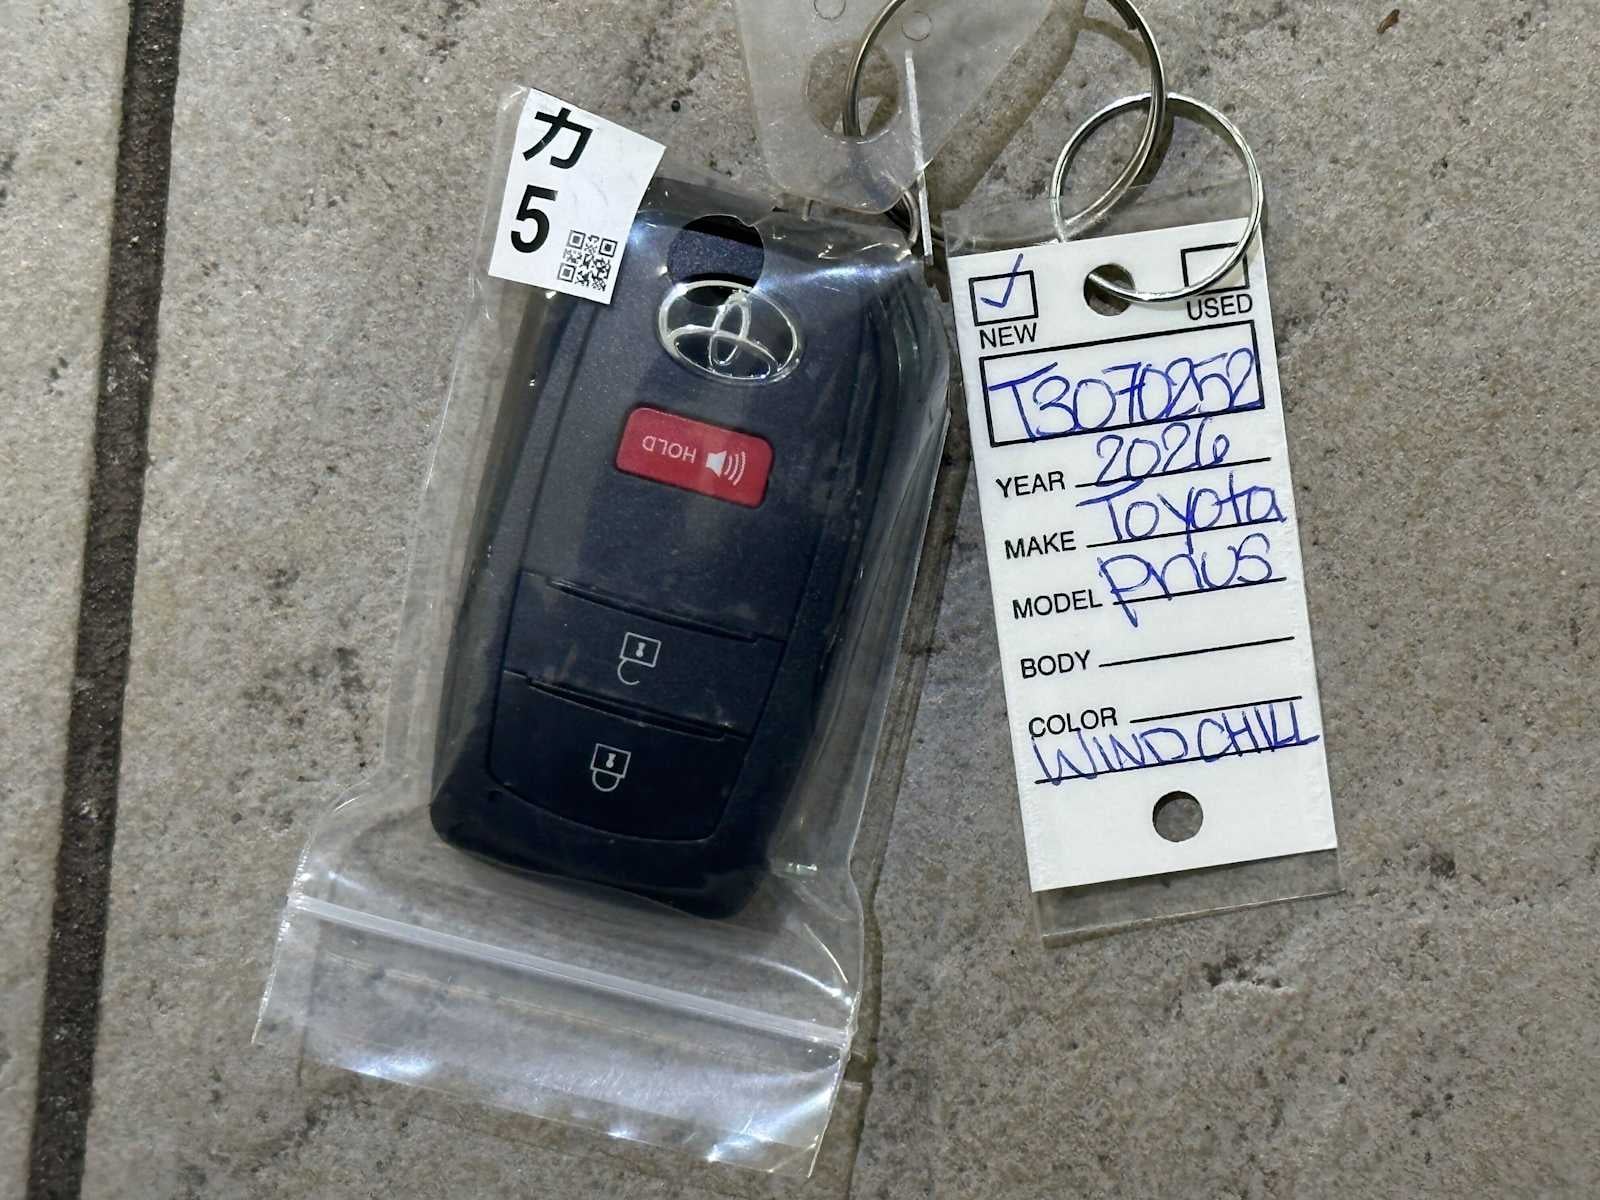 カ
5
HOLD
NEW
USED
T3070252
YEAR 2026
MAKE Toyota
MODEL Prius
BODY
COLOR
WIND CHILL